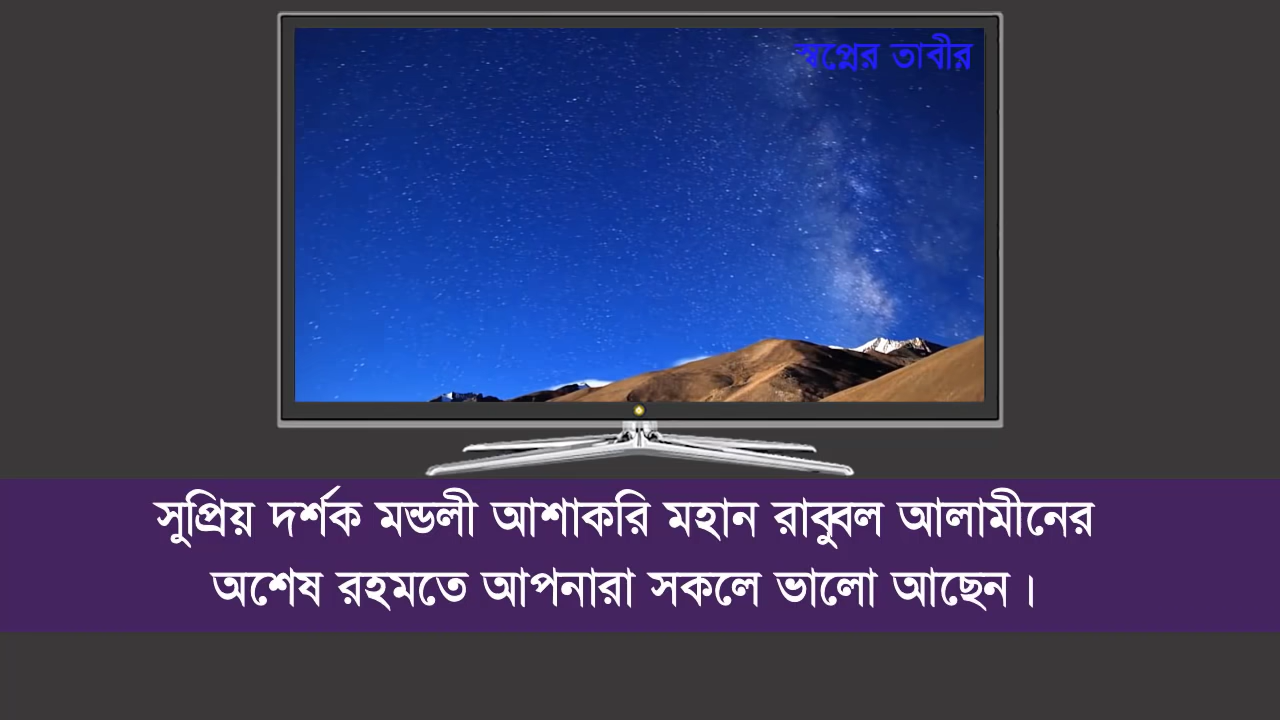 স্বপ্নের তাবীর
সুপ্রিয় দর্শক মন্ডলী আশাকরি মহান রাব্বুল আলামীনের
অশেষ রহমতে আপনারা সকলে ভালো আছেন।